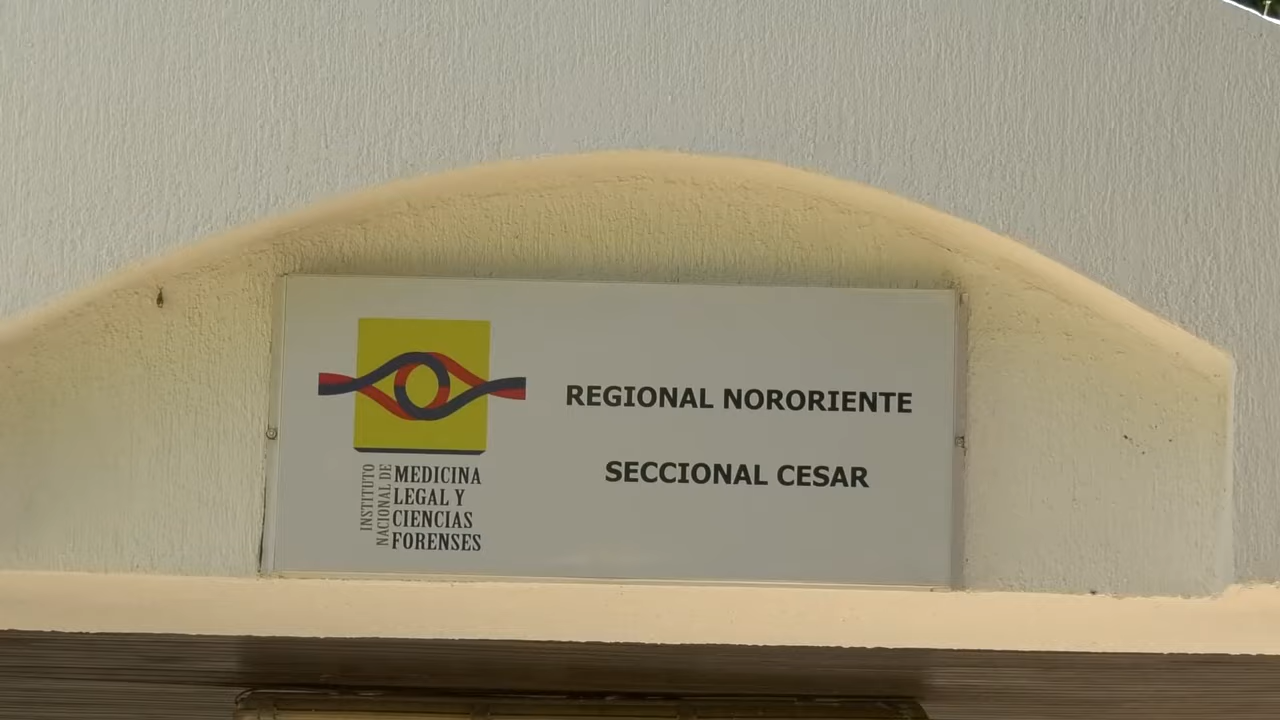 INSTITUTO
NACIONAL DE
MEDICINA
LEGAL Y
CIENCIAS
FORENSES
REGIONAL NORORIENTE
SECCIONAL CESAR